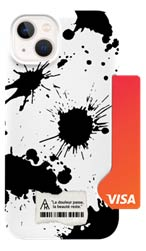 "La douleur passe,
la beauté reste."
VISA